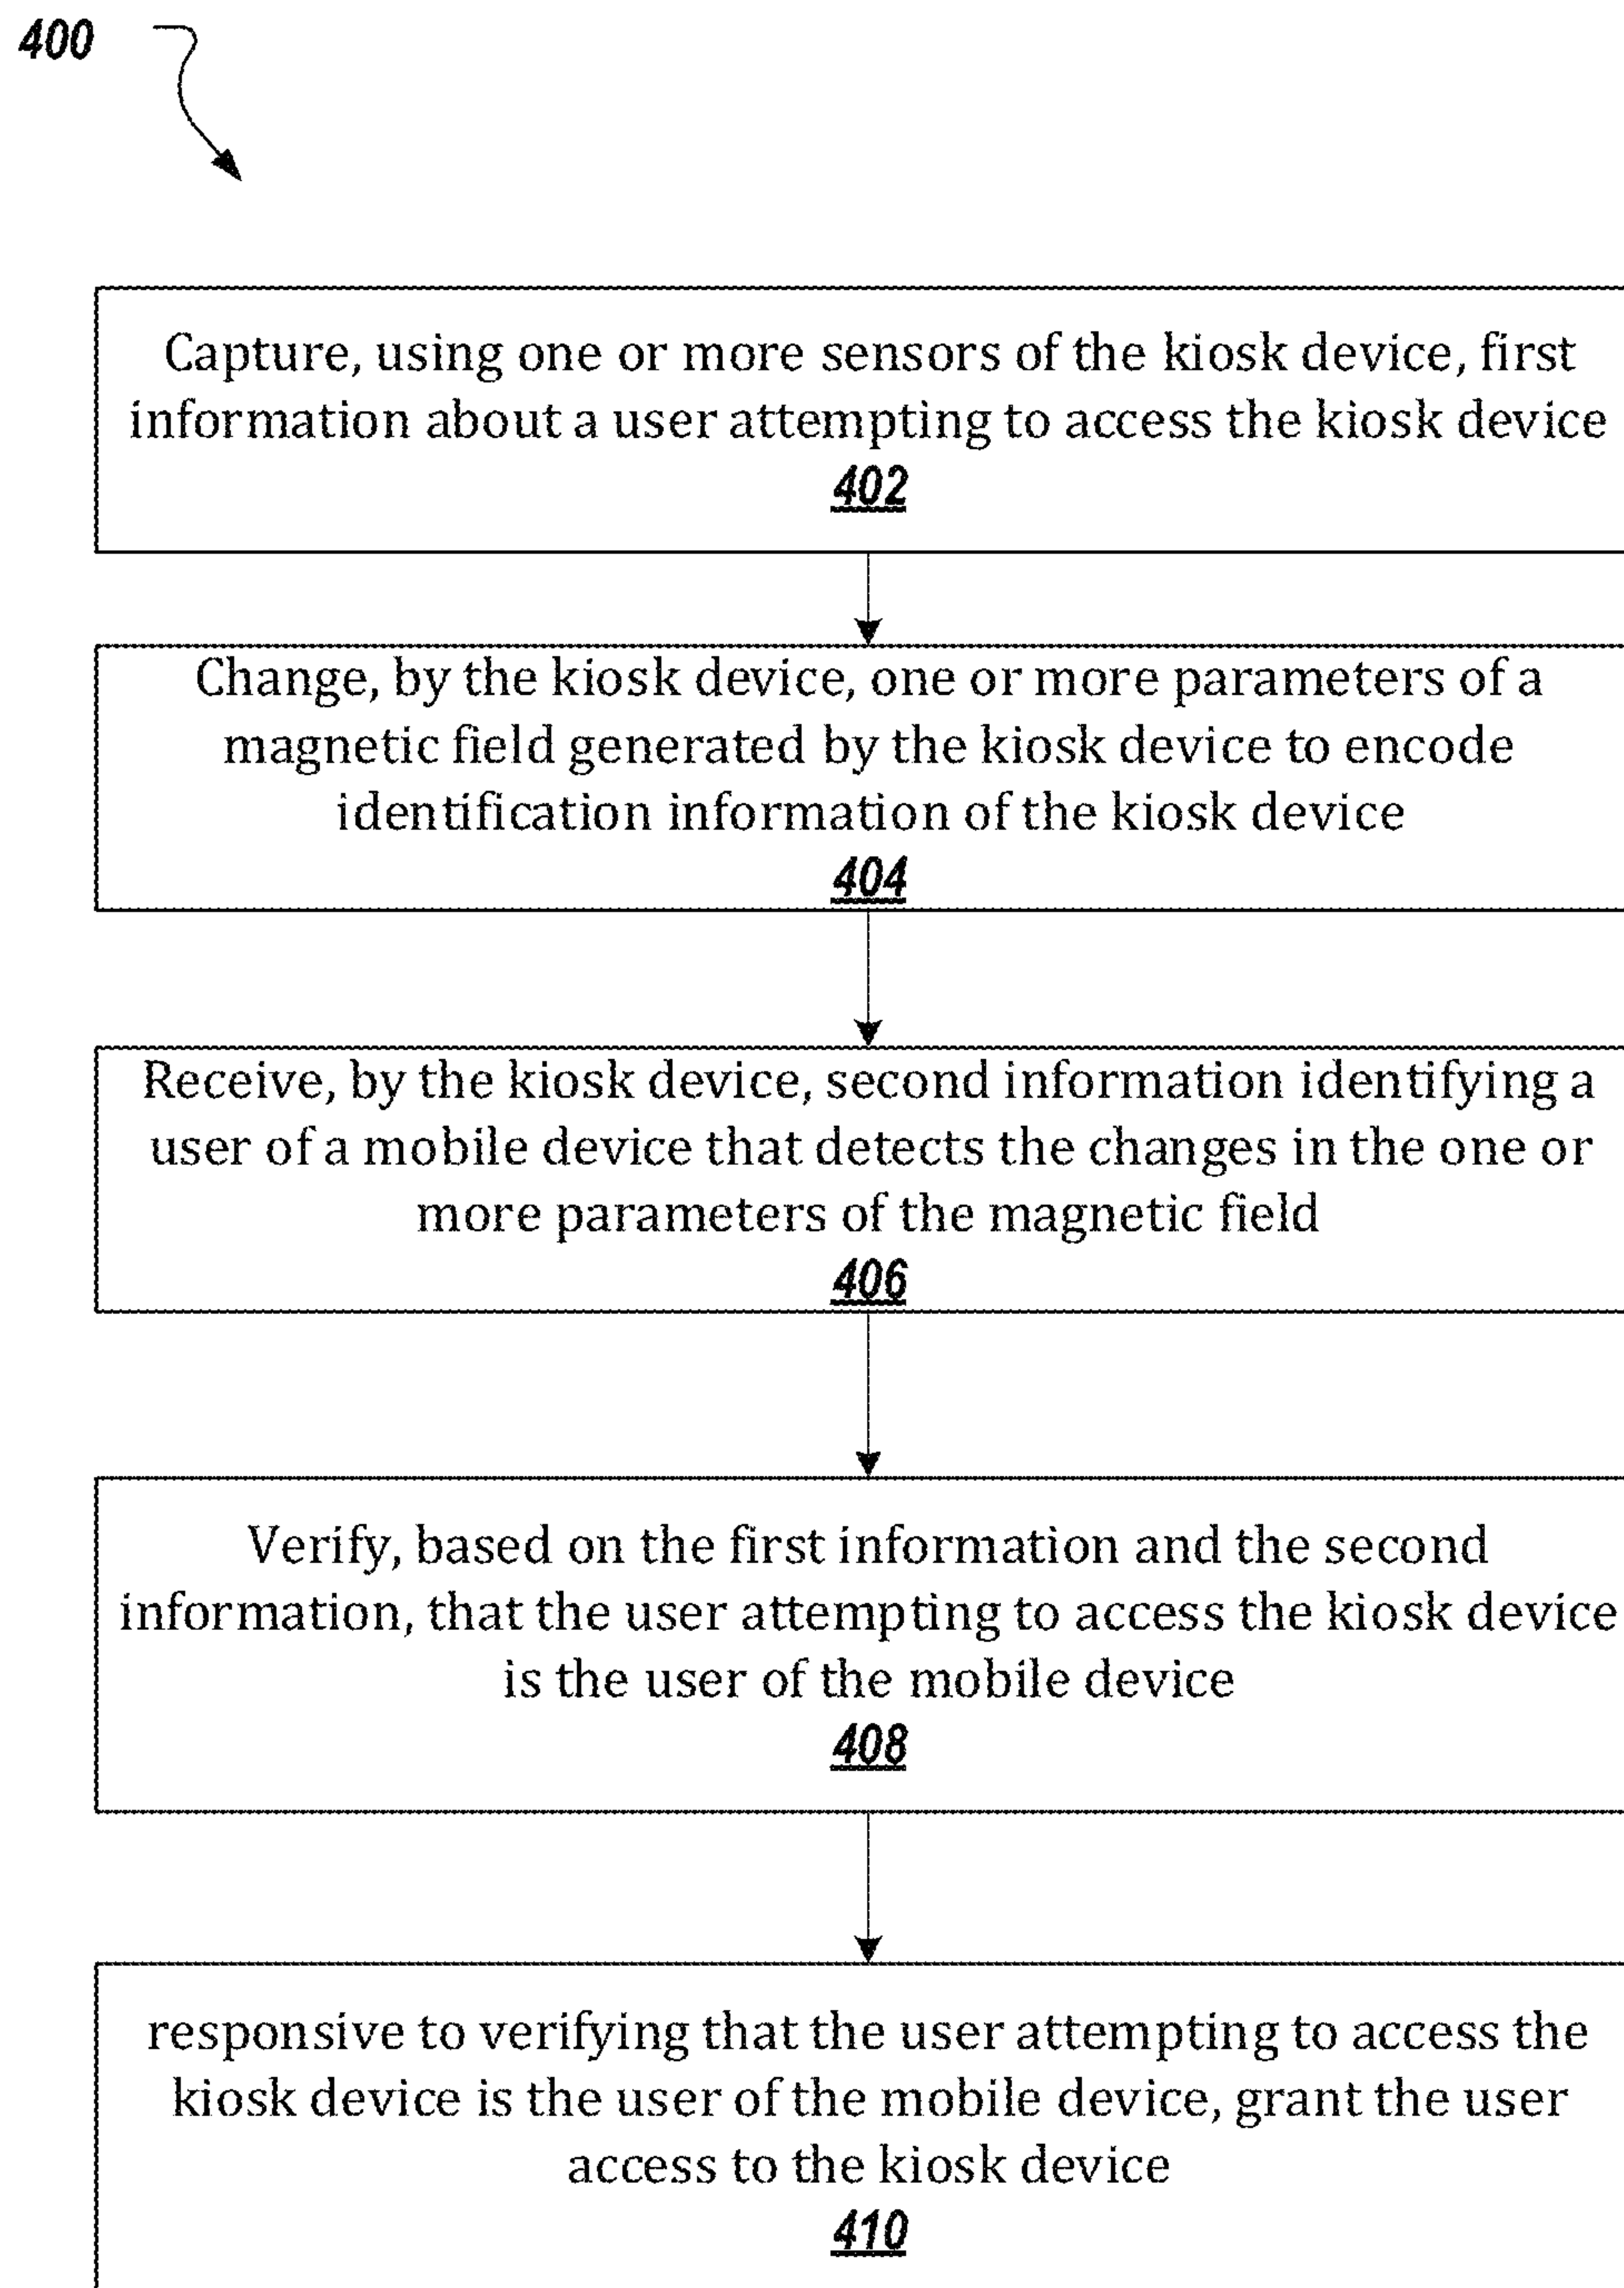 400
Capture, using one or more sensors of the kiosk device, first
information about a user attempting to access the kiosk device
402
Change, by the kiosk device, one or more parameters of a
magnetic field generated by the kiosk device to encode
identification information of the kiosk device
404
Receive, by the kiosk device, second information identifying a
user of a mobile device that detects the changes in the one or
more parameters of the magnetic field
406
Verify, based on the first information and the second
information, that the user attempting to access the kiosk device
is the user of the mobile device
408
responsive to verifying that the user attempting to access the
kiosk device is the user of the mobile device, grant the user
access to the kiosk device
410